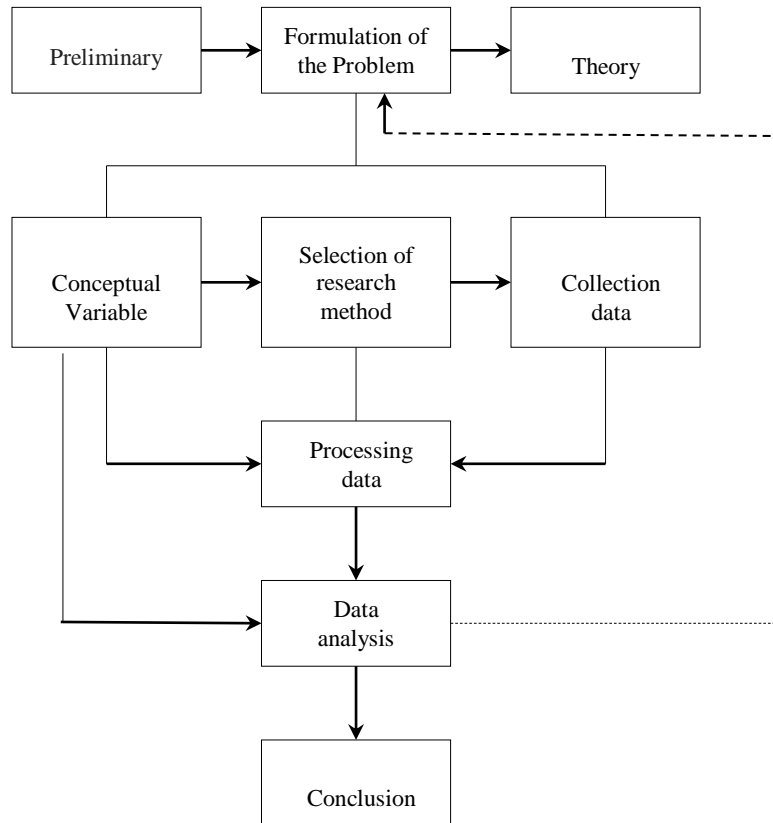 Preliminary
Formulation of
the Problem
Theory
Conceptual
Variable
Selection of
research
method
Collection
data
Processing
data
Data
analysis
Conclusion